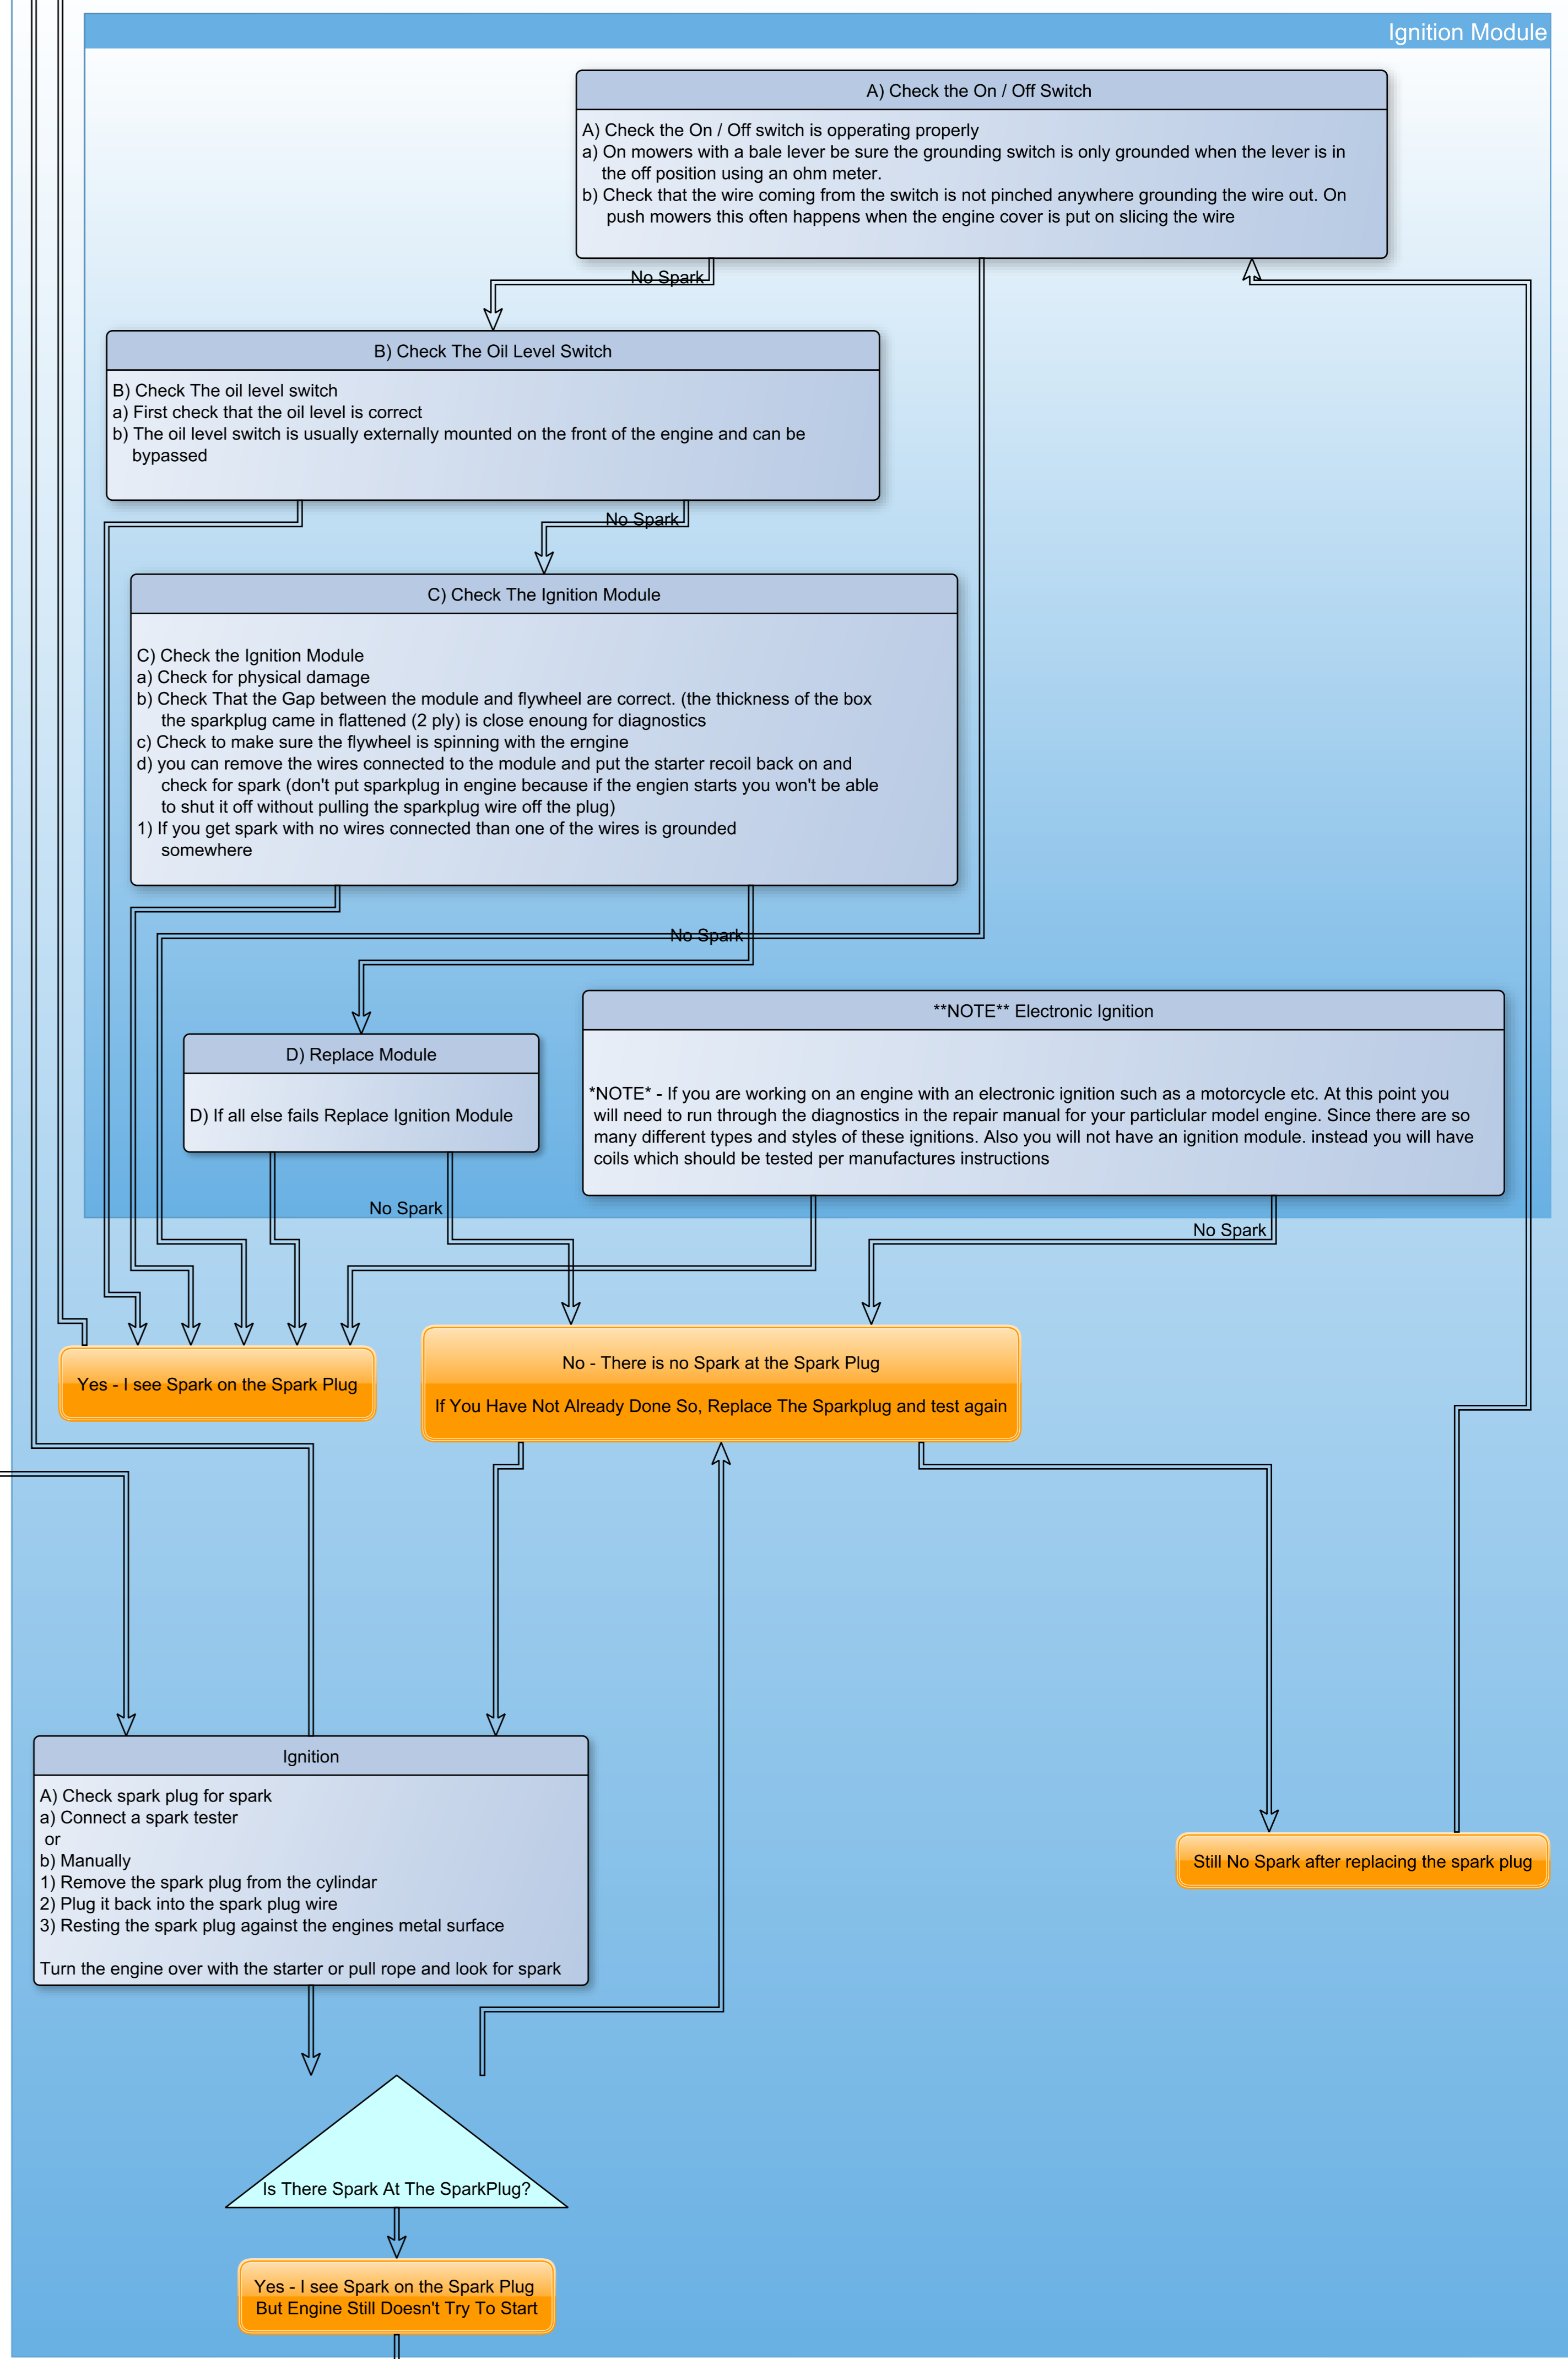 Ignition Module
A) Check the On / Off Switch
A) Check the On / Off switch is opperating properly
a) On mowers with a bale lever be sure the grounding switch is only grounded when the lever is in
the off position using an ohm meter.
b) Check that the wire coming from the switch is not pinched anywhere grounding the wire out. On
push mowers this often happens when the engine cover is put on slicing the wire
No Spark
B) Check The Oil Level Switch
B) Check The oil level switch
a) First check that the oil level is correct
b) The oil level switch is usually externally mounted on the front of the engine and can be
bypassed
No Spark
C) Check The Ignition Module
C) Check the Ignition Module
a) Check for physical damage
b) Check That the Gap between the module and flywheel are correct. (the thickness of the box
the sparkplug came in flattened (2 ply) is close enoung for diagnostics
c) Check to make sure the flywheel is spinning with the erngine
d) you can remove the wires connected to the module and put the starter recoil back on and
check for spark (don't put sparkplug in engine because if the engien starts you won't be able
to shut it off without pulling the sparkplug wire off the plug)
1) If you get spark with no wires connected than one of the wires is grounded
somewhere
No Spark
D) Replace Module
D) If all else fails Replace Ignition Module
**NOTE** Electronic Ignition
*NOTE* - If you are working on an engine with an electronic ignition such as a motorcycle etc. At this point you
will need to run through the diagnostics in the repair manual for your particlular model engine. Since there are so
many different types and styles of these ignitions. Also you will not have an ignition module. instead you will have
coils which should be tested per manufactures instructions
No Spark
No Spark
Yes - I see Spark on the Spark Plug
No - There is no Spark at the Spark Plug
If You Have Not Already Done So, Replace The Sparkplug and test again
Ignition
A) Check spark plug for spark
a) Connect a spark tester
or
b) Manually
1) Remove the spark plug from the cylindar
2) Plug it back into the spark plug wire
3) Resting the spark plug against the engines metal surface
Turn the engine over with the starter or pull rope and look for spark
Still No Spark after replacing the spark plug
Is There Spark At The SparkPlug?
Yes - I see Spark on the Spark Plug
But Engine Still Doesn't Try To Start